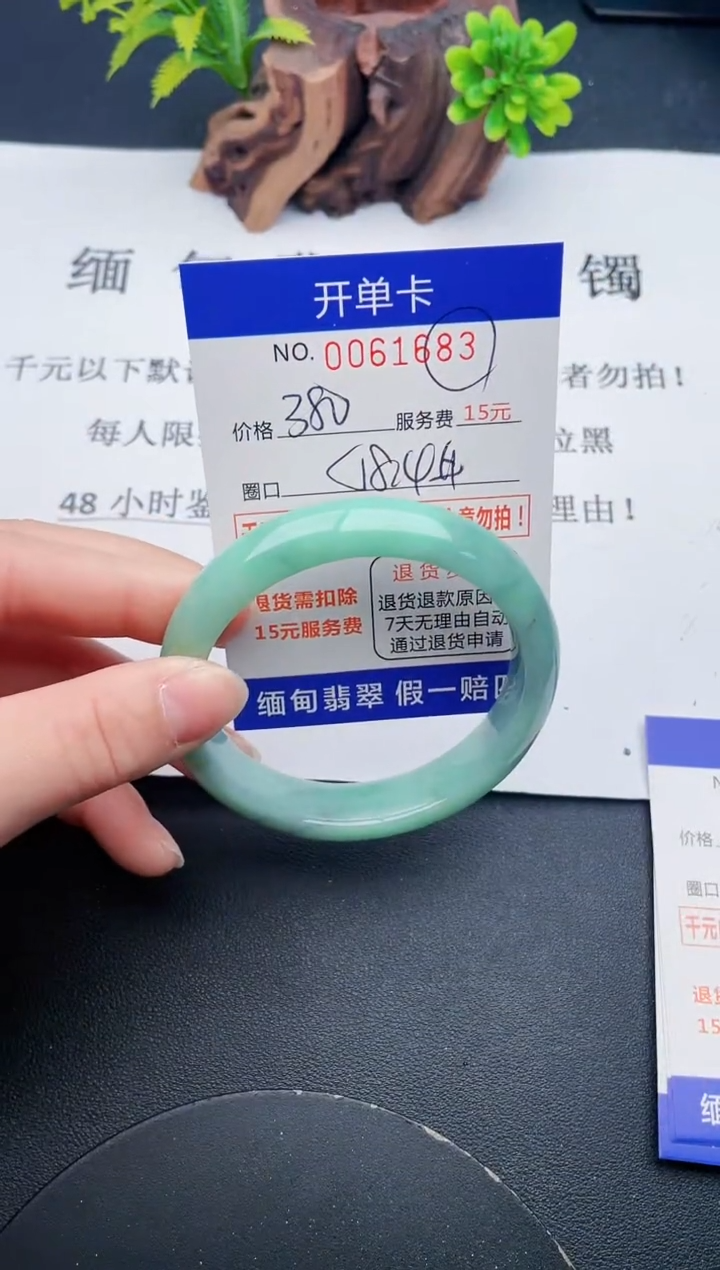 缅 镯
千元以下默 者勿拍！
每人限 拉黑
48 小时鉴 理由！
开单卡
NO. 0061683
价格 380 服务费 15元
圈口
勿拍！
退货需扣除
15元服务费
退货
退货退款原因
7天无理由自动
通过退货申请
缅甸翡翠 假一赔
价格
圈口
千元
退货
15
缅